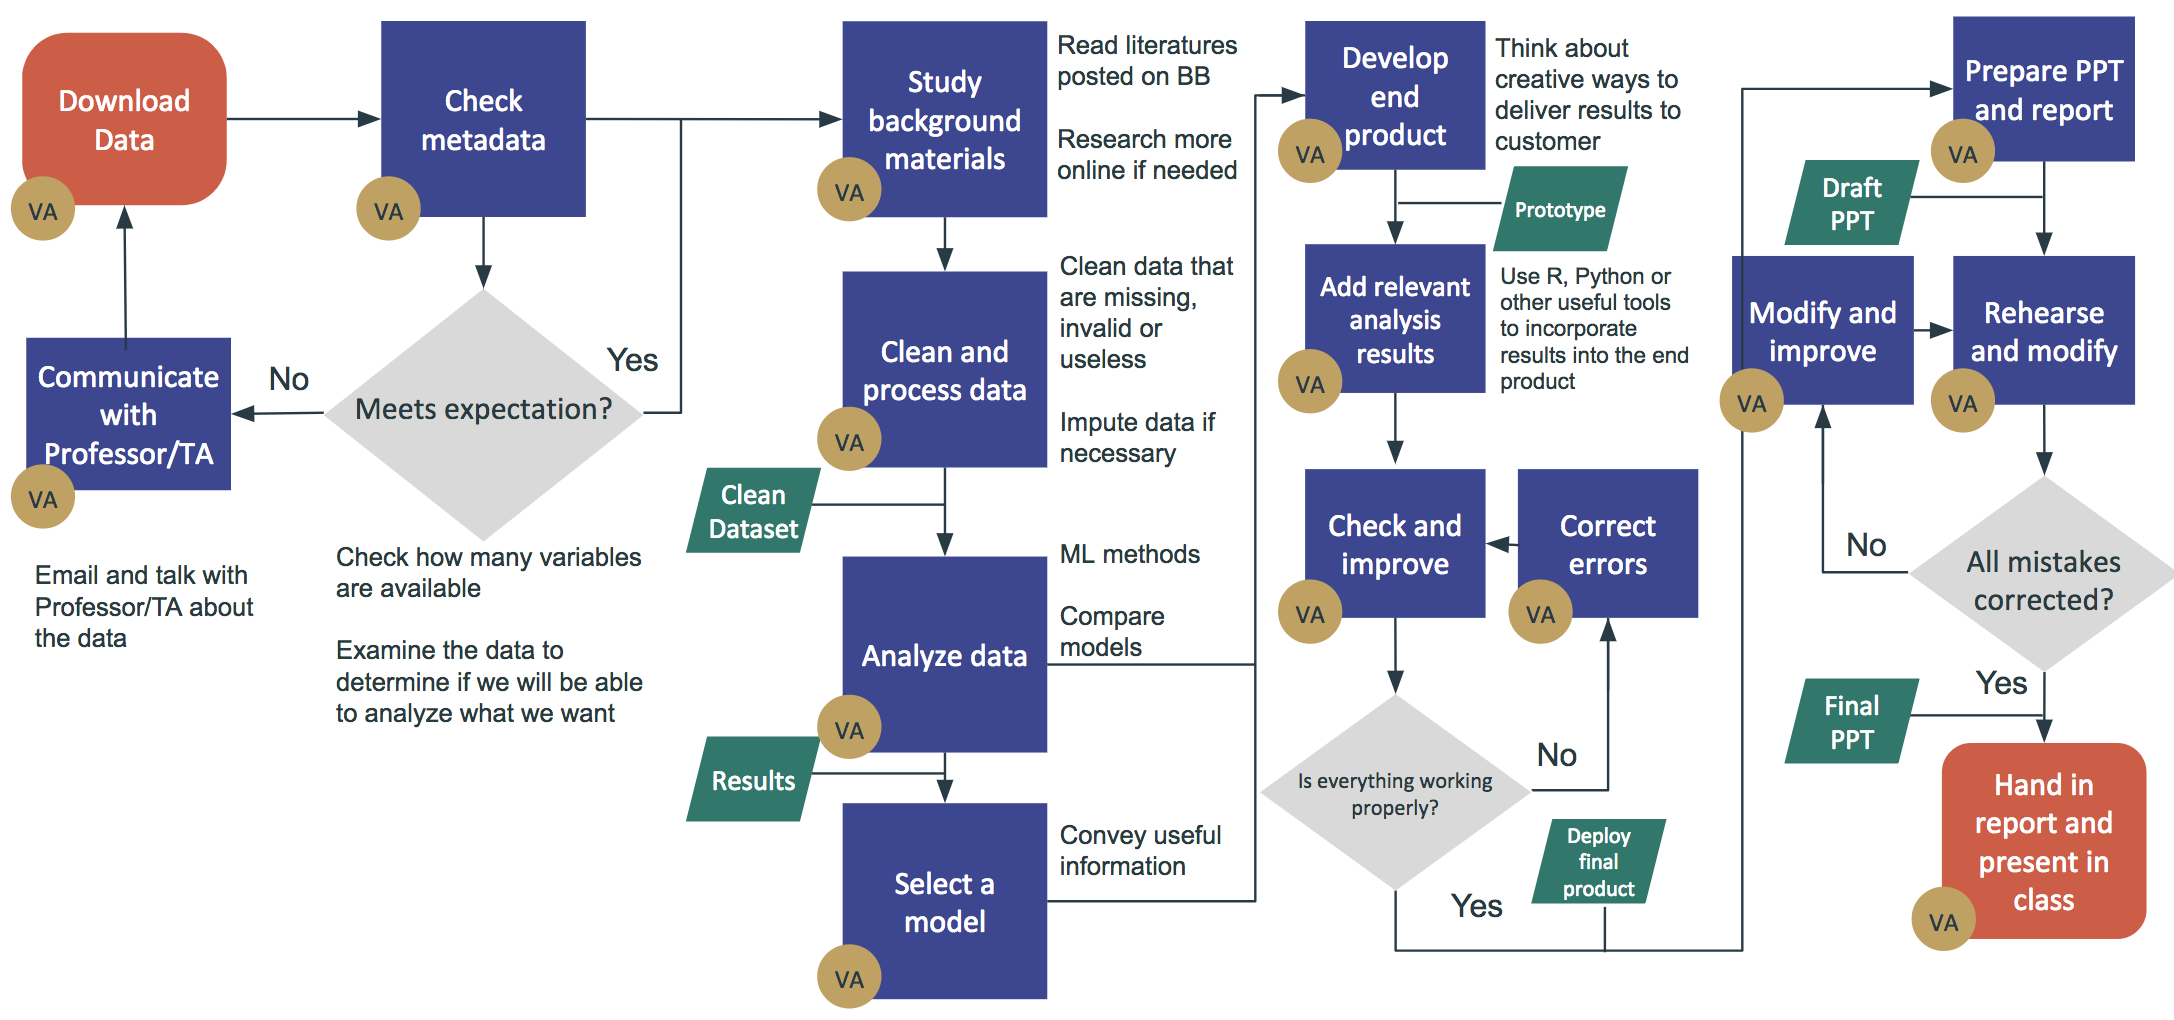 Download
Data
VA
Check
metadata
VA
Communicate
with
Professor/TA
VA
Email and talk with
Professor/TA about
the data
No
Meets expectation?
Yes
Check how many variables
are available
Examine the data to
determine if we will be able
to analyze what we want
Study
background
materials
VA
Read literatures
posted on BB
Research more
online if needed
Clean and
process data
VA
Clean data that
are missing,
invalid or
useless
Impute data if
necessary
Clean
Dataset
Analyze data
VA
ML methods
Compare
models
Results
Select a
model
VA
Convey useful
information
Develop
end
product
VA
Think about
creative ways to
deliver results to
customer
Prototype
Add relevant
analysis
results
VA
Use R, Python or
other useful tools
to incorporate
results into the end
product
Check and
improve
VA
Correct
errors
VA
Is everything working
properly?
No
Yes
Deploy
final
product
Prepare PPT
and report
VA
Draft
PPT
Modify and
improve
VA
Rehearse
and modify
VA
No
All mistakes
corrected?
Yes
Final
PPT
Hand in
report and
present in
class
VA